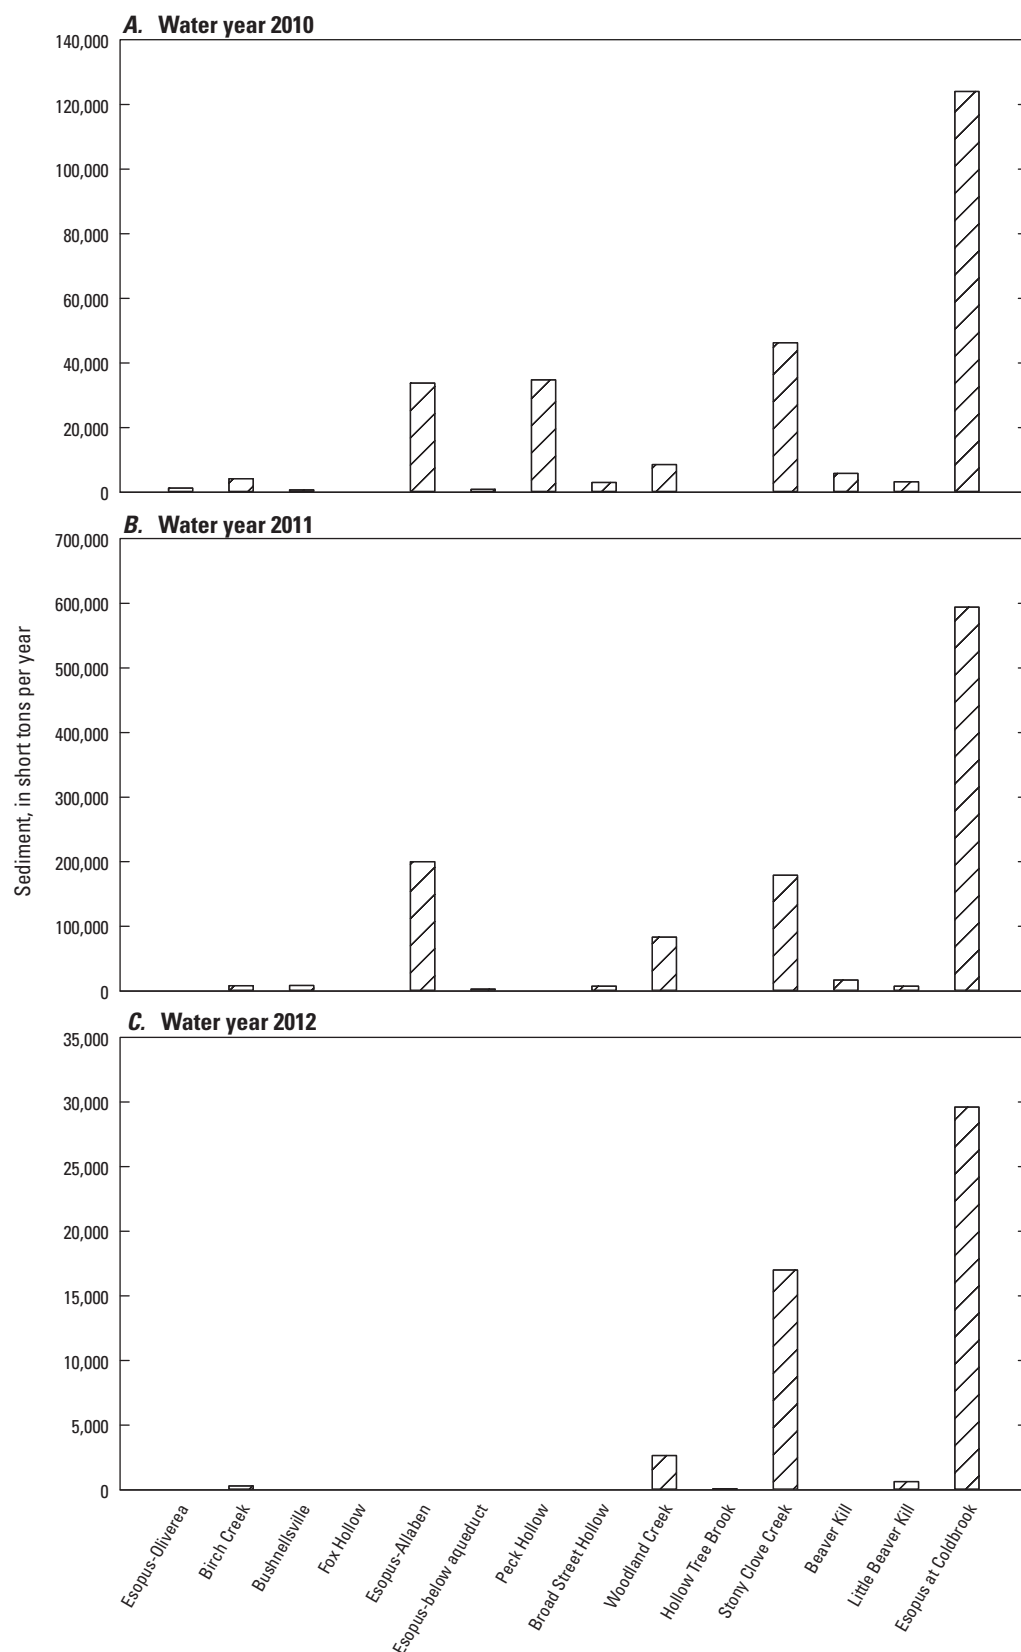 A. Water year 2010
140,000
120,000
100,000
80,000
60,000
40,000
20,000
0
B. Water year 2011
700,000
600,000
500,000
400,000
300,000
200,000
100,000
0
Sediment, in short tons per year
C. Water year 2012
35,000
30,000
25,000
20,000
15,000
10,000
5,000
0
Esopus-Oliverea
Birch Creek
Bushnellsville
Fox Hollow
Esopus-Allaben
Esopus-below aqueduct
Peck Hollow
Broad Street Hollow
Woodland Creek
Hollow Tree Brook
Stony Clove Creek
Beaver Kill
Little Beaver Kill
Esopus at Coldbrook